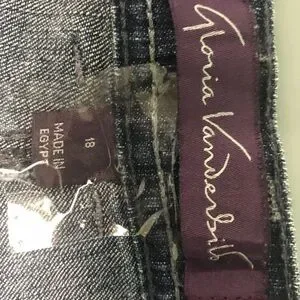 Gloria Vanderbilt
18
MADE IN
EGYPT